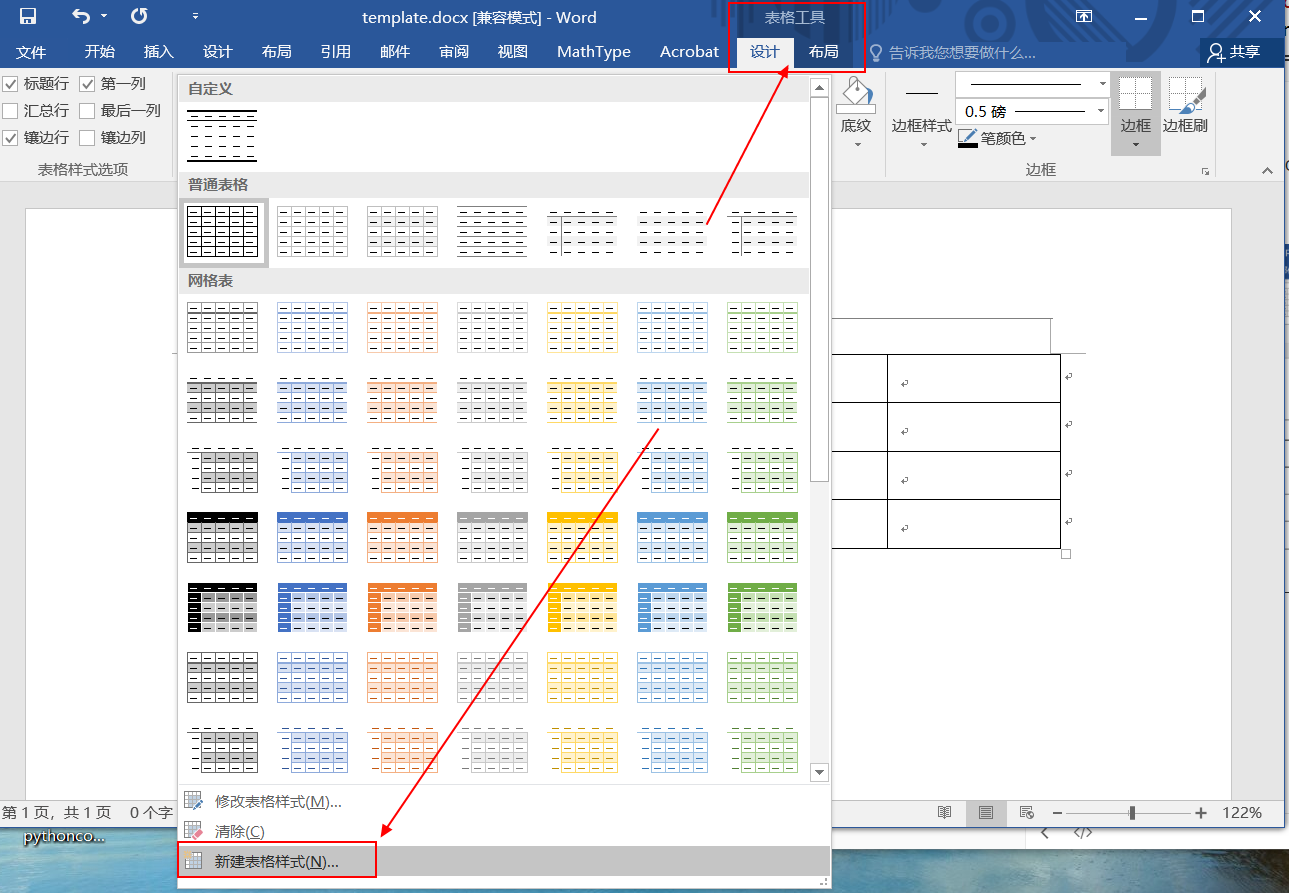 template.docx [兼容模式] - Word
表格工具
文件 开始 插入 设计 布局 引用 邮件 审阅 视图 MathType Acrobat 设计 布局 告诉我您想要做什么... 共享
标题行 第一列
汇总行 最后一列
镶边行 镶边列
表格样式选项
自定义
普通表格
网格表
修改表格样式(M)...
清除(C)
新建表格样式(N)...
底纹
边框样式
0.5 磅
笔颜色
边框
边框刷
边框
第 1 页，共 1 页 0 个字
122%
pythonco...